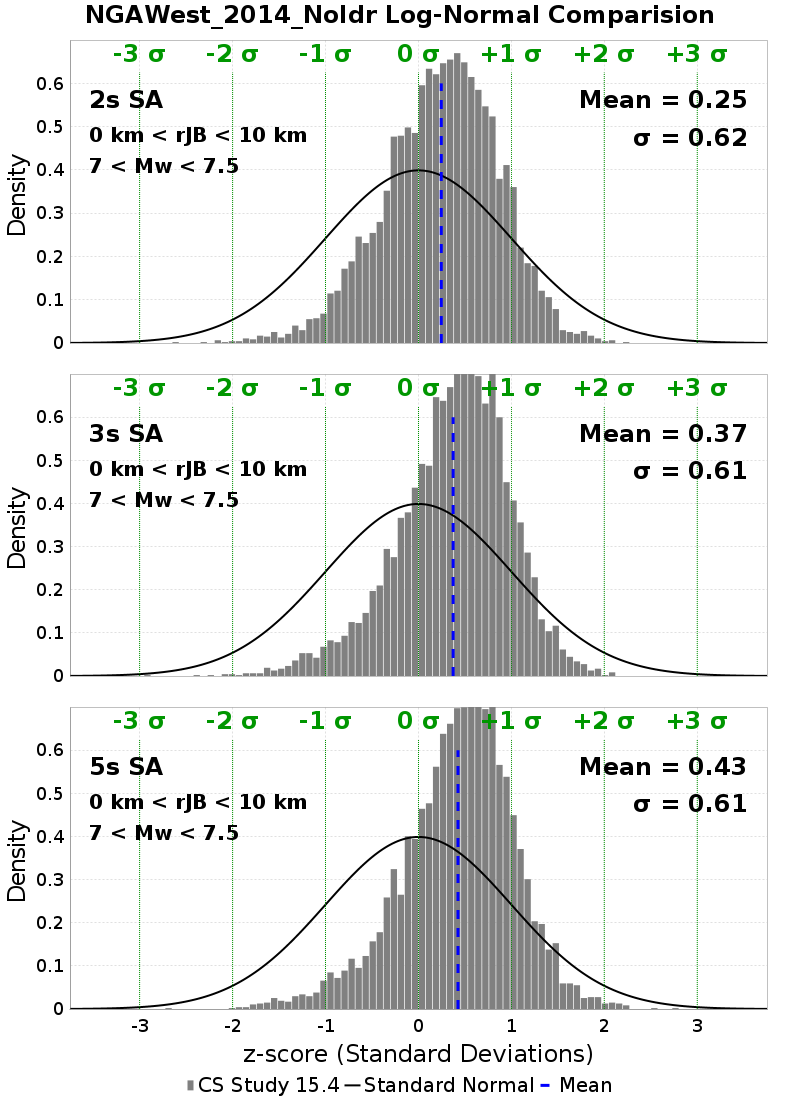 NGAWest_2014_NoIdr Log-Normal Comparision
-3 σ -2 σ -1 σ 0 σ +1 σ +2 σ +3 σ
0.6
0.5
0.4
0.3
0.2
0.1
0
Density
2s SA
0 km < rJB < 10 km
7 < Mw < 7.5
Mean = 0.25
σ = 0.62
-3 σ -2 σ -1 σ 0 σ +1 σ +2 σ +3 σ
0.6
0.5
0.4
0.3
0.2
0.1
0
Density
3s SA
0 km < rJB < 10 km
7 < Mw < 7.5
Mean = 0.37
σ = 0.61
-3 σ -2 σ -1 σ 0 σ +1 σ +2 σ +3 σ
0.6
0.5
0.4
0.3
0.2
0.1
0
Density
5s SA
0 km < rJB < 10 km
7 < Mw < 7.5
Mean = 0.43
σ = 0.61
-3 -2 -1 0 1 2 3
z-score (Standard Deviations)
CS Study 15.4 Standard Normal Mean